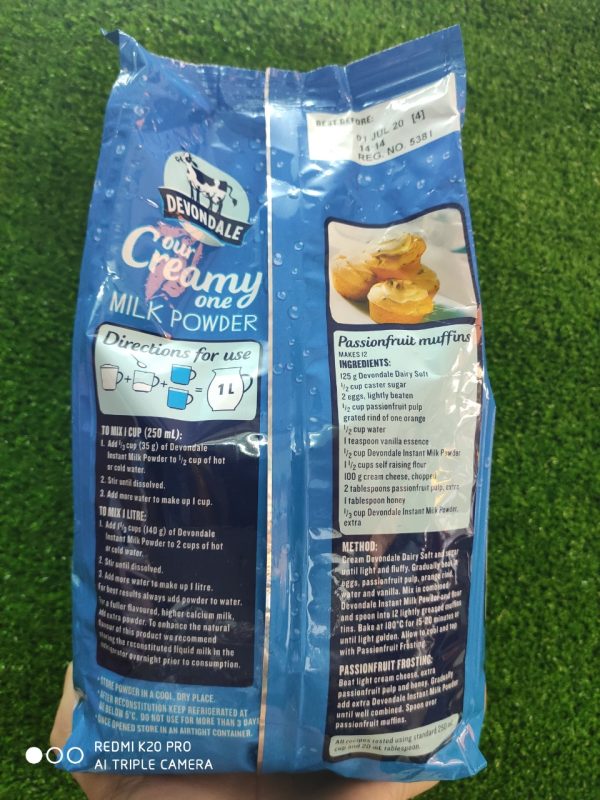 DEVONDALE
Our
Creamy
one
MILK POWDER
Directions for use
+ + = 1 L
TO MIX 1 CUP (250 mL):
1. Add 1/3 cup (35 g) of Devondale
Instant Milk Powder to 1/2 cup of hot
or cold water.
2. Stir until dissolved.
3. Add more water to make up 1 cup.
TO MIX 1 LITRE:
1. Add 1 1/3 cups (140 g) of Devondale
Instant Milk Powder to 2 cups of hot
or cold water.
2. Stir until dissolved.
3. Add more water to make up 1 litre.
For best results always add powder to water.
For a fuller flavoured, higher calcium milk,
add extra powder. To enhance the natural
flavour of this product we recommend
storing the reconstituted liquid milk in the
refrigerator overnight prior to consumption.
• STORE POWDER IN A COOL, DRY PLACE.
• AFTER RECONSTITUTION KEEP REFRIGERATED AT
BELOW 5°C. DO NOT USE FOR MORE THAN 3 DAYS
• ONCE OPENED STORE IN AN AIRTIGHT CONTAINER.
BEST BEFORE:
01 JUL 20 [4]
14 14
REG. NO. 5381
Passionfruit muffins
MAKES 12
INGREDIENTS:
125 g Devondale Dairy Soft
1/2 cup caster sugar
2 eggs, lightly beaten
1/2 cup passionfruit pulp
grated rind of one orange
1/2 cup water
1 teaspoon vanilla essence
1/2 cup Devondale Instant Milk Powder
1 1/2 cups self raising flour
100 g cream cheese, chopped
2 tablespoons passionfruit pulp, extra
1 tablespoon honey
1/3 cup Devondale Instant Milk Powder,
extra
METHOD:
Cream Devondale Dairy Soft and sugar
until light and fluffy. Gradually beat in
eggs, passionfruit pulp, orange rind,
water and vanilla. Mix in combined
Devondale Instant Milk Powder and flour
and spoon into 12 lightly greased muffins
tins. Bake at 180°C for 15-20 minutes or
until light golden. Allow to cool and top
with Passionfruit Frosting.
PASSIONFRUIT FROSTING:
Beat light cream cheese, extra
passionfruit pulp and honey. Gradually
add extra Devondale Instant Milk Powder
until well combined. Spoon over
passionfruit muffins.
All recipes tested using standard 250 mL
cup and 20 mL tablespoon.
REDMI K20 PRO
AI TRIPLE CAMERA